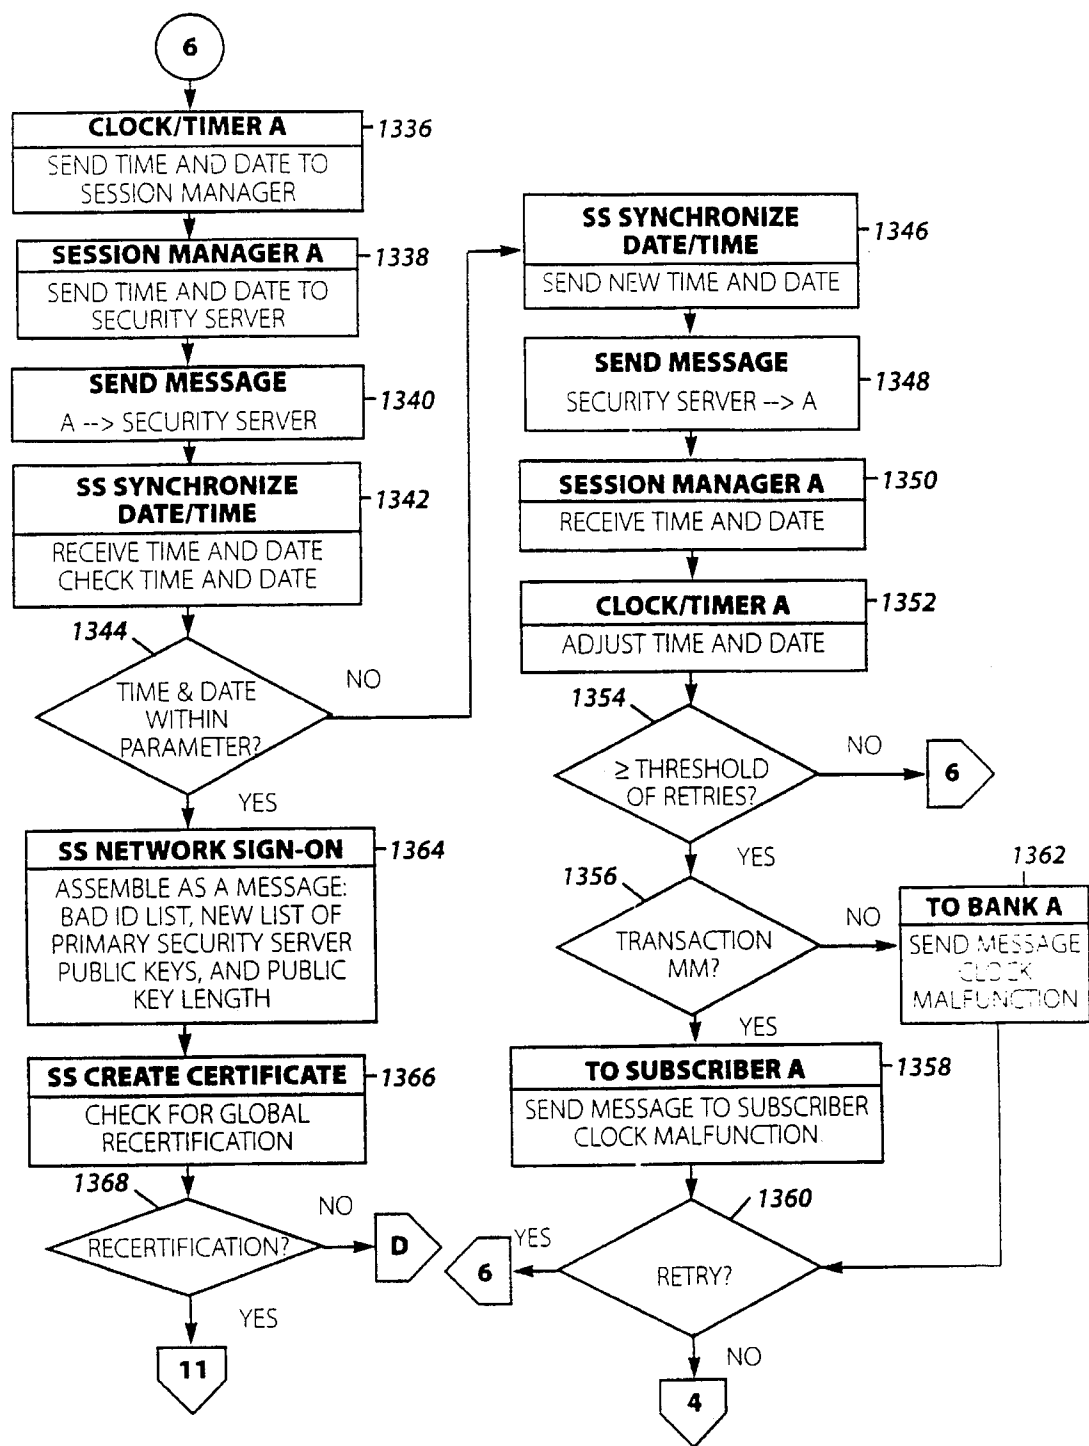 6
CLOCK/TIMER A
1336
SEND TIME AND DATE TO
SESSION MANAGER
SESSION MANAGER A
1338
SEND TIME AND DATE TO
SECURITY SERVER
SEND MESSAGE
1340
A --> SECURITY SERVER
SS SYNCHRONIZE
DATE/TIME
1342
RECEIVE TIME AND DATE
CHECK TIME AND DATE
1344
TIME & DATE
WITHIN
PARAMETER?
NO
YES
SS NETWORK SIGN-ON
1364
ASSEMBLE AS A MESSAGE:
BAD ID LIST, NEW LIST OF
PRIMARY SECURITY SERVER
PUBLIC KEYS, AND PUBLIC
KEY LENGTH
SS CREATE CERTIFICATE
1366
CHECK FOR GLOBAL
RECERTIFICATION
1368
RECERTIFICATION?
NO
D
YES
11
SS SYNCHRONIZE
DATE/TIME
1346
SEND NEW TIME AND DATE
SEND MESSAGE
1348
SECURITY SERVER --> A
SESSION MANAGER A
1350
RECEIVE TIME AND DATE
CLOCK/TIMER A
1352
ADJUST TIME AND DATE
1354
≥ THRESHOLD
OF RETRIES?
NO
6
YES
1356
TRANSACTION
MM?
NO
1362
TO BANK A
SEND MESSAGE
CLOCK
MALFUNCTION
YES
TO SUBSCRIBER A
1358
SEND MESSAGE TO SUBSCRIBER
CLOCK MALFUNCTION
1360
RETRY?
YES
6
NO
4